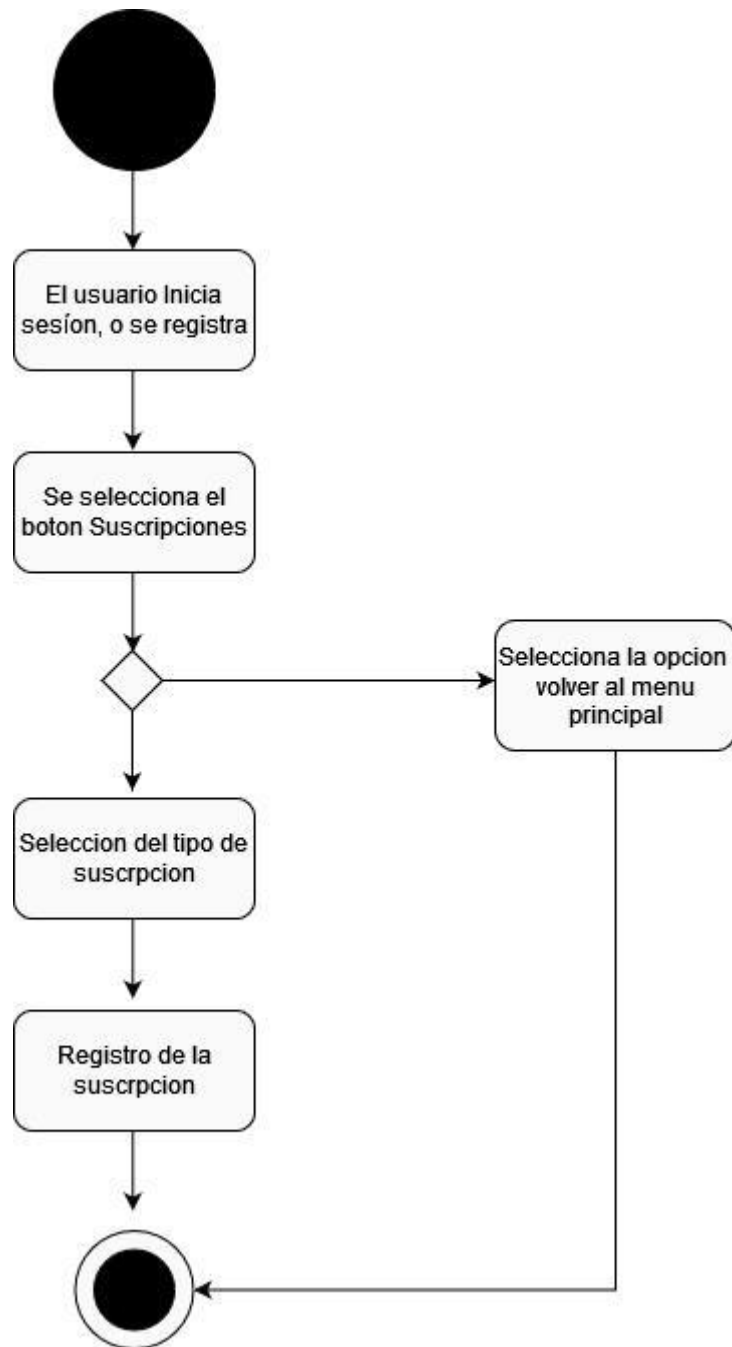 El usuario Inicia
sesíon, o se registra
Se selecciona el
boton Suscripciones
Selecciona la opcion
volver al menu
principal
Seleccion del tipo de
suscrpcion
Registro de la
suscrpcion